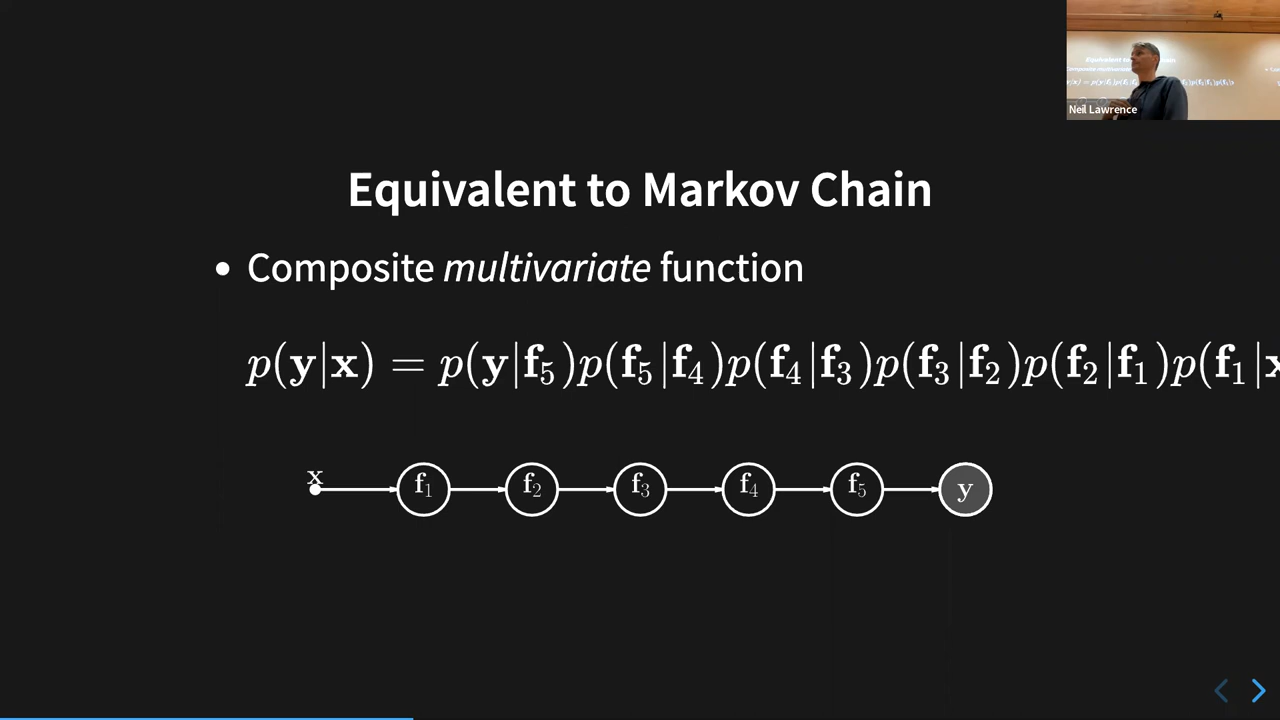 Neil Lawrence
Equivalent to Markov Chain
• Composite multivariate function
p(y|x) = p(y|f₅)p(f₅|f₄)p(f₄|f₃)p(f₃|f₂)p(f₂|f₁)p(f₁|x
x f₁ f₂ f₃ f₄ f₅ y